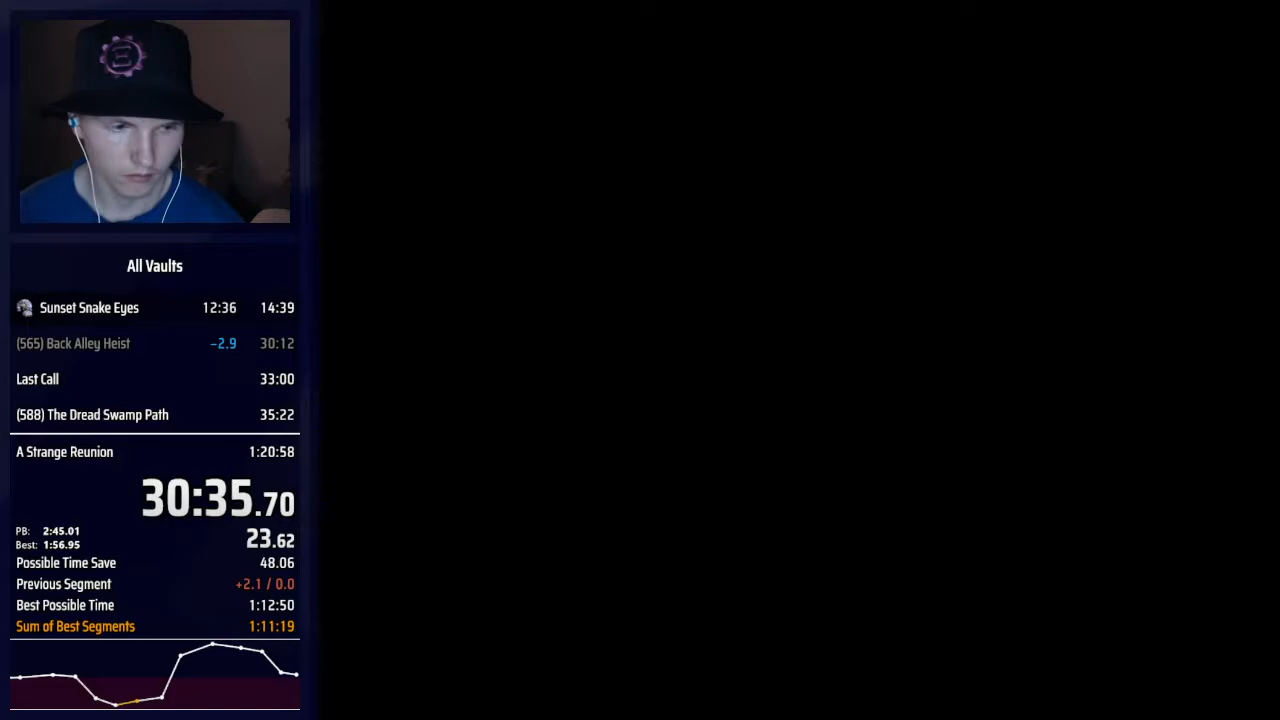 All Vaults
Sunset Snake Eyes 12:36 14:39
(565) Back Alley Heist −2.9 30:12
Last Call 33:00
(588) The Dread Swamp Path 35:22
A Strange Reunion 1:20:58
30:35.70
PB: 2:45.01
Best: 1:56.95 23.62
Possible Time Save 48.06
Previous Segment +2.1 / 0.0
Best Possible Time 1:12:50
Sum of Best Segments 1:11:19